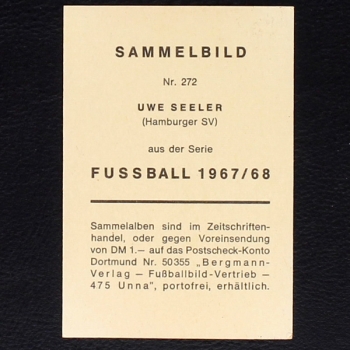 SAMMELBILD
Nr. 272
UWE SEELER
(Hamburger SV)
aus der Serie
FUSSBALL 1967/68
Sammelalben sind im Zeitschriften-
handel, oder gegen Voreinsendung
von DM 1.– auf das Postscheck-Konto
Dortmund Nr. 50355 „Bergmann-
Verlag – Fußballbild-Vertrieb –
475 Unna“, portofrei, erhältlich.